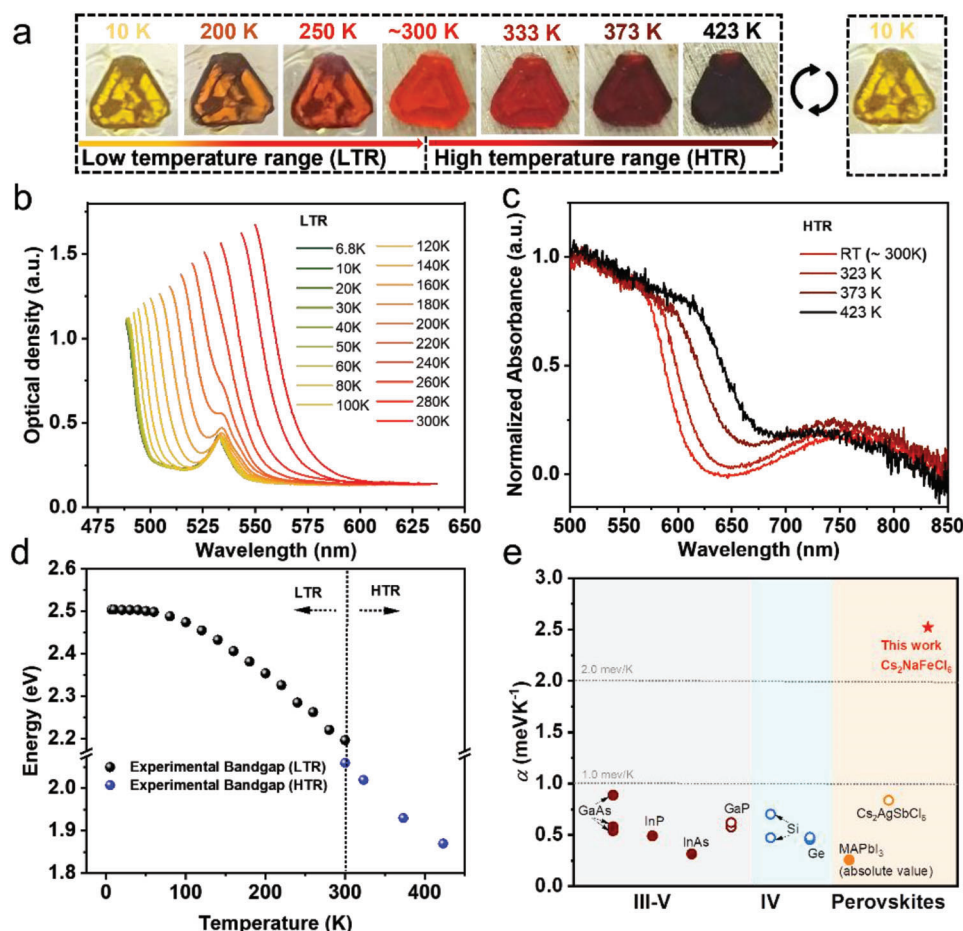 a
10 K 200 K 250 K ~300 K 333 K 373 K 423 K 10 K
Low temperature range (LTR) High temperature range (HTR)
b
LTR
6.8K 120K
10K 140K
20K 160K
30K 180K
40K 200K
50K 220K
60K 240K
80K 260K
100K 280K
300K
Optical density (a.u.)
1.5
1.0
0.5
0.0
475 500 525 550 575 600 625 650
Wavelength (nm)
c
HTR
RT (~ 300K)
323 K
373 K
423 K
Normalized Absorbance (a.u.)
1.0
0.5
0.0
500 550 600 650 700 750 800 850
Wavelength (nm)
d
LTR HTR
Energy (eV)
2.6
2.5
2.4
2.3
2.2
2.0
1.9
1.8
Experimental Bandgap (LTR)
Experimental Bandgap (HTR)
0 100 200 300 400
Temperature (K)
e
α (meVK⁻¹)
3.0
2.5
2.0
1.5
1.0
0.5
0.0
This work
Cs₂NaFeCl₆
2.0 mev/K
1.0 mev/K
GaAs
InP
InAs
GaP
Si
Ge
Cs₂AgSbCl₆
MAPbI₃
(absolute value)
III-V IV Perovskites